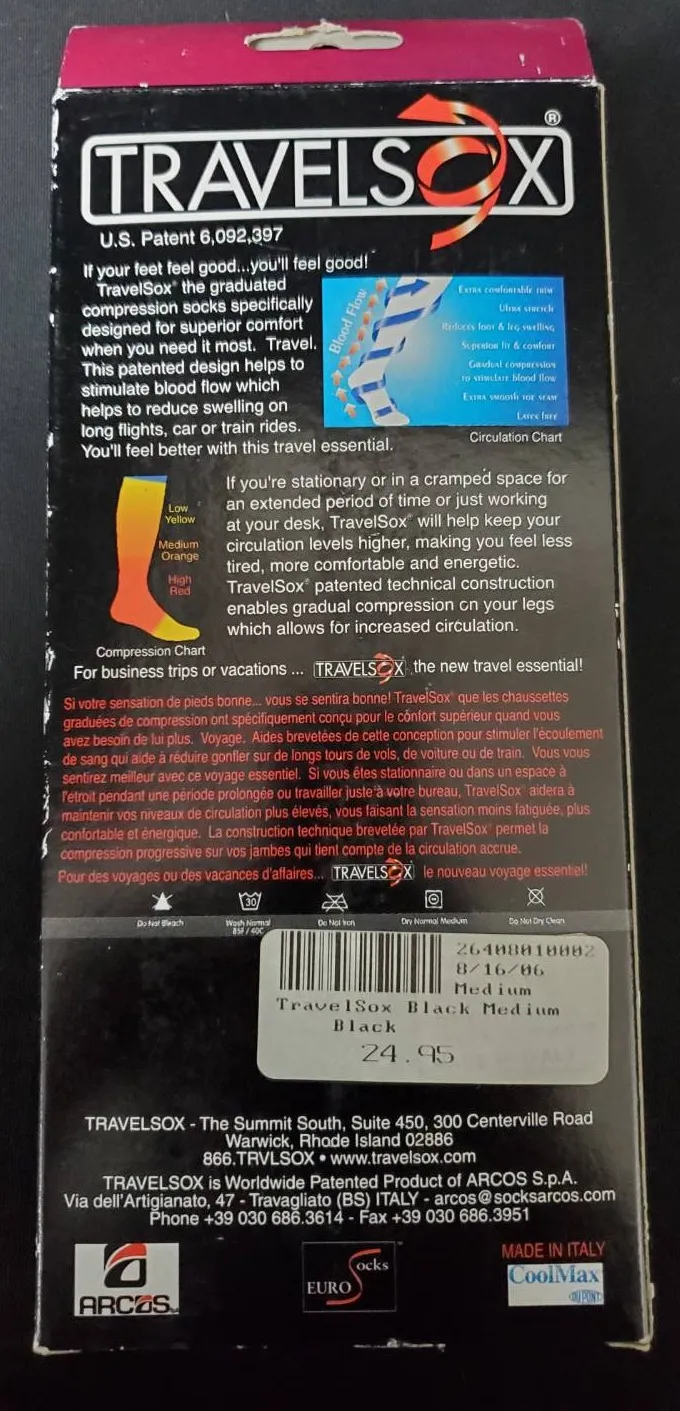 TRAVELSOX®
U.S. Patent 6,092,397
If your feet feel good...you'll feel good!
TravelSox® the graduated
compression socks specifically
designed for superior comfort
when you need it most. Travel.
This patented design helps to
stimulate blood flow which
helps to reduce swelling on
long flights, car or train rides.
You'll feel better with this travel essential.
Blood Flow
Extra comfortable trim
Ultra stretch
Reduces foot & leg swelling
Superior fit & comfort
Gradual compression
to stimulate blood flow
Extra smooth toe seam
Latex free
Circulation Chart
Low
Yellow
Medium
Orange
High
Red
Compression Chart
If you're stationary or in a cramped space for
an extended period of time or just working
at your desk, TravelSox® will help keep your
circulation levels higher, making you feel less
tired, more comfortable and energetic.
TravelSox® patented technical construction
enables gradual compression on your legs
which allows for increased circulation.
For business trips or vacations ... TRAVELSOX, the new travel essential!
Si votre sensation de pieds bonne... vous se sentira bonne! TravelSox® que les chaussettes
graduées de compression ont spécifiquement conçu pour le confort supérieur quand vous
avez besoin de lui plus. Voyage. Aides brevetées de cette conception pour stimuler l'écoulement
de sang qui aide à réduire gonfler sur de longs tours de vols, de voiture ou de train. Vous vous
sentirez meilleur avec ce voyage essentiel. Si vous êtes stationnaire ou dans un espace à
l'étroit pendant une période prolongée ou travailler juste à votre bureau, TravelSox® aidera à
maintenir vos niveaux de circulation plus élevés, vous faisant la sensation moins fatiguée, plus
confortable et énergique. La construction technique brevetée par TravelSox® permet la
compression progressive sur vos jambes qui tient compte de la circulation accrue.
Pour des voyages ou des vacances d'affaires... TRAVELSOX le nouveau voyage essentiel!
30
Do Not Bleach
Wash Normal
85F / 40C
Do Not Iron
Dry Normal Medium
Do Not Dry Clean
26408010002
8/16/06
Medium
TravelSox Black Medium
Black
24.95
TRAVELSOX - The Summit South, Suite 450, 300 Centerville Road
Warwick, Rhode Island 02886
866.TRVLSOX • www.travelsox.com
TRAVELSOX is Worldwide Patented Product of ARCOS S.p.A.
Via dell'Artigianato, 47 - Travagliato (BS) ITALY - arcos@socksarcos.com
Phone +39 030 686.3614 - Fax +39 030 686.3951
ARCOS
EURO Socks
MADE IN ITALY
CoolMax
DUPONT